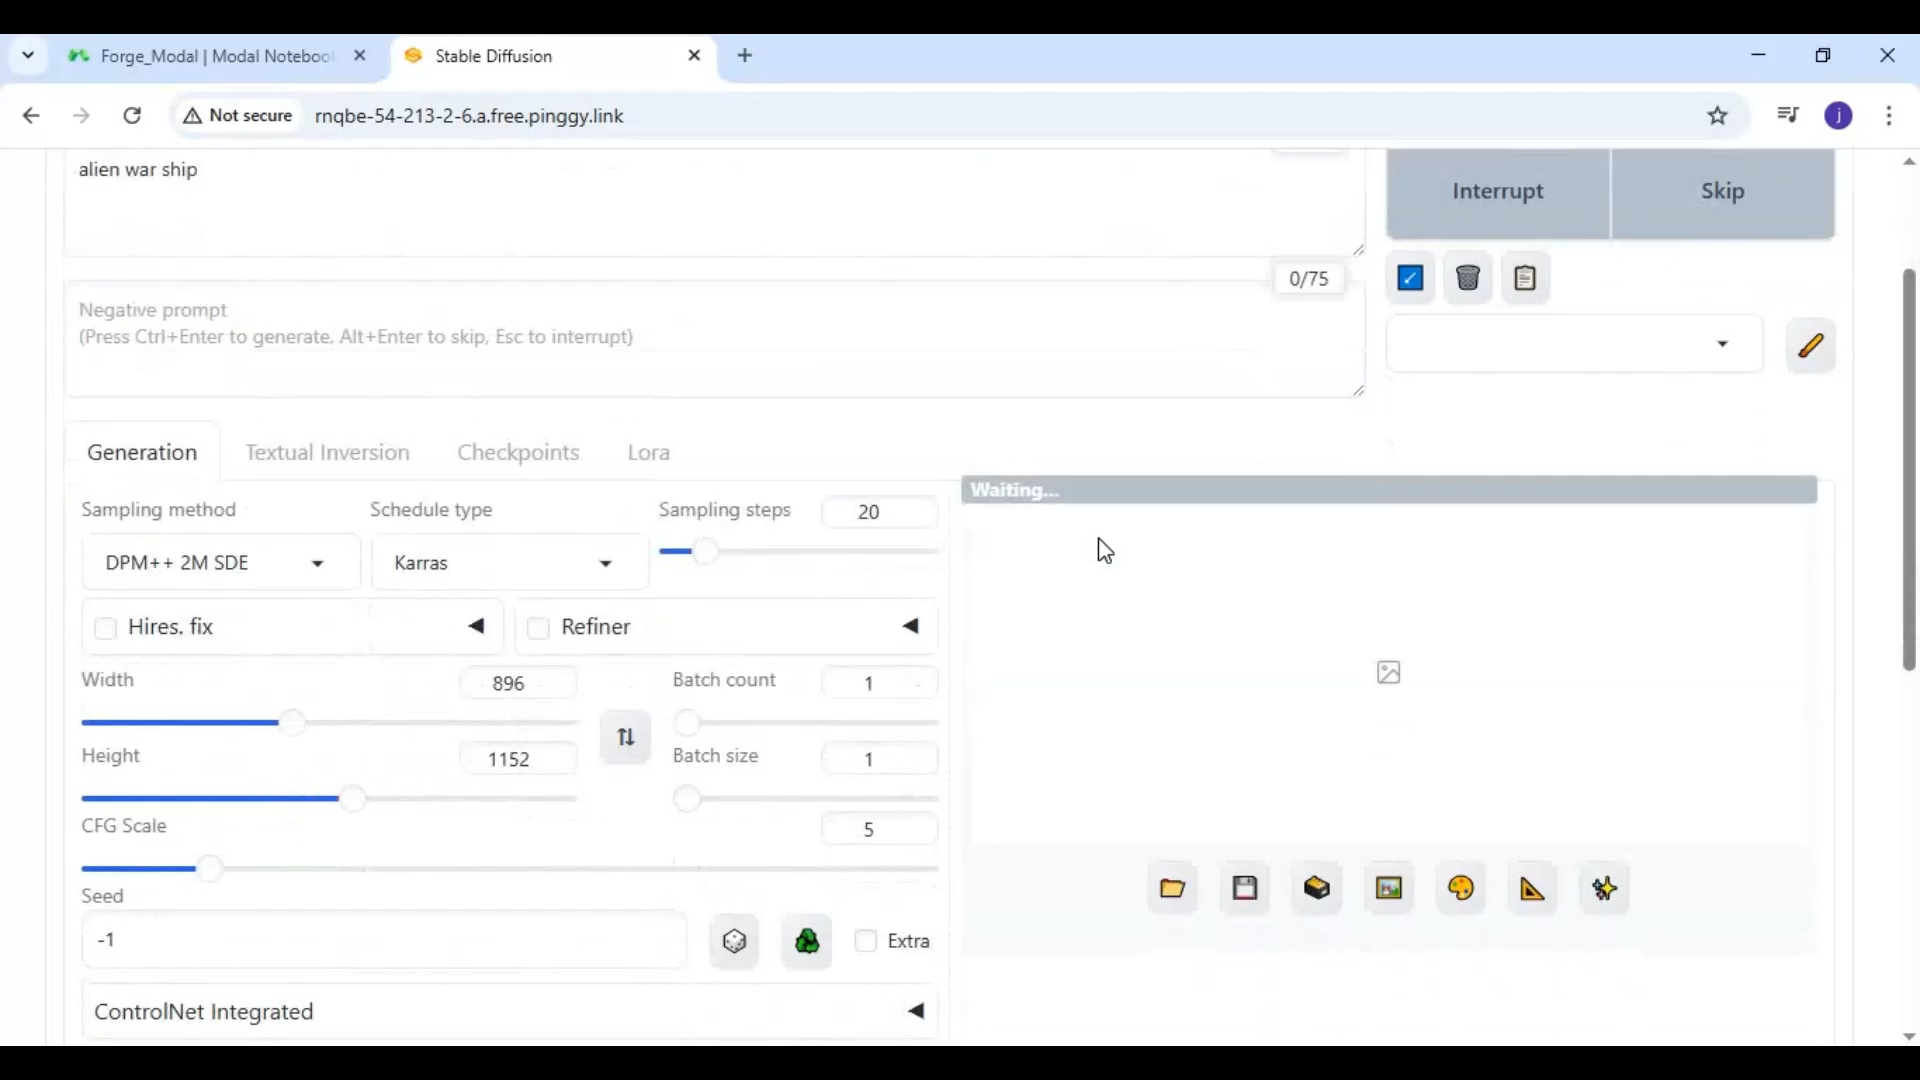 Forge_Modal | Modal Noteboo
Stable Diffusion
Not secure
rnqbe-54-213-2-6.a.free.pinggy.link
j
alien war ship
Interrupt
Skip
0/75
Negative prompt
(Press Ctrl+Enter to generate, Alt+Enter to skip, Esc to interrupt)
Generation
Textual Inversion
Checkpoints
Lora
Sampling method
Schedule type
Sampling steps
20
Waiting...
DPM++ 2M SDE
Karras
Hires. fix
Refiner
Width
896
Batch count
1
Height
1152
Batch size
1
CFG Scale
5
Seed
-1
Extra
ControlNet Integrated